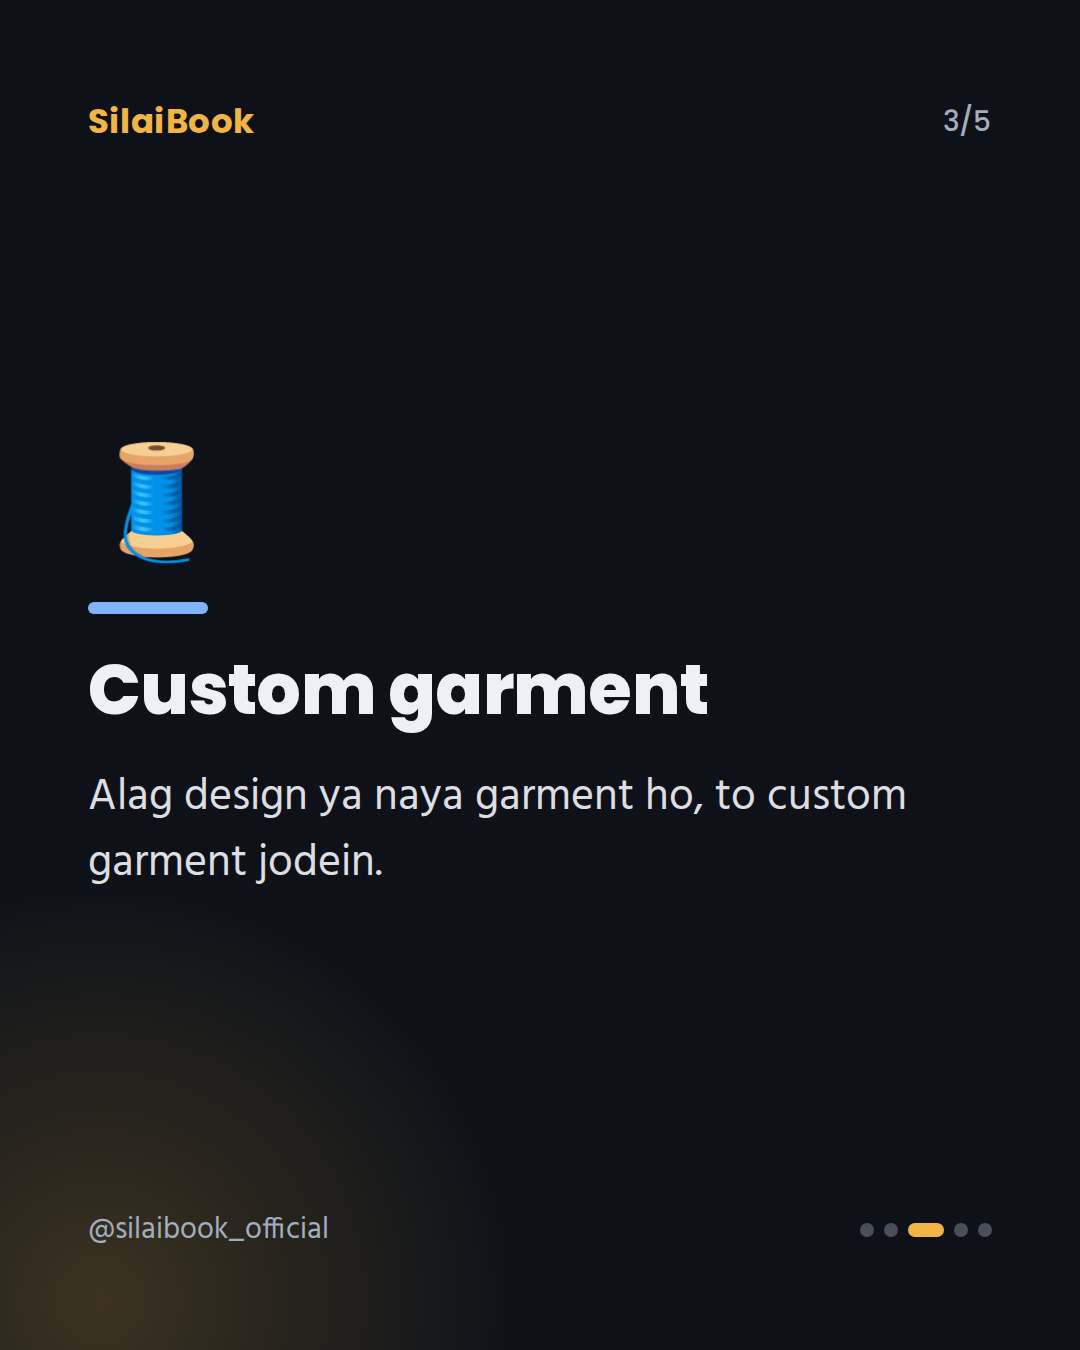 SilaiBook
3/5
Custom garment
Alag design ya naya garment ho, to custom
garment jodein.
@silaibook_official